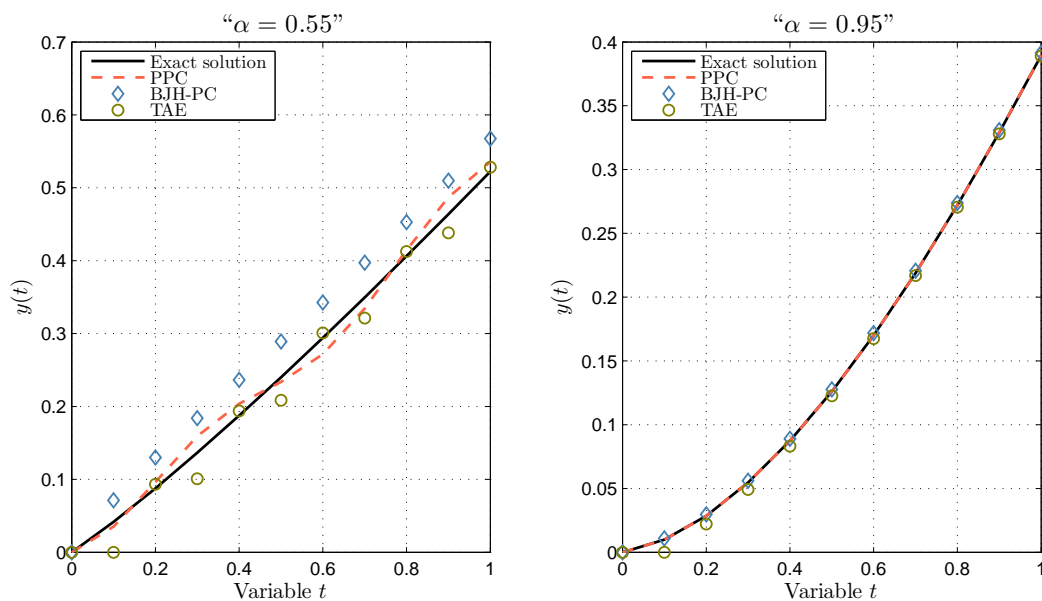 “α = 0.55”
0.7
0.6
0.5
0.4
0.3
0.2
0.1
0
Exact solution
PPC
BJH-PC
TAE
y(t)
0 0.2 0.4 0.6 0.8 1
Variable t
“α = 0.95”
0.4
0.35
0.3
0.25
0.2
0.15
0.1
0.05
0
Exact solution
PPC
BJH-PC
TAE
y(t)
0 0.2 0.4 0.6 0.8 1
Variable t